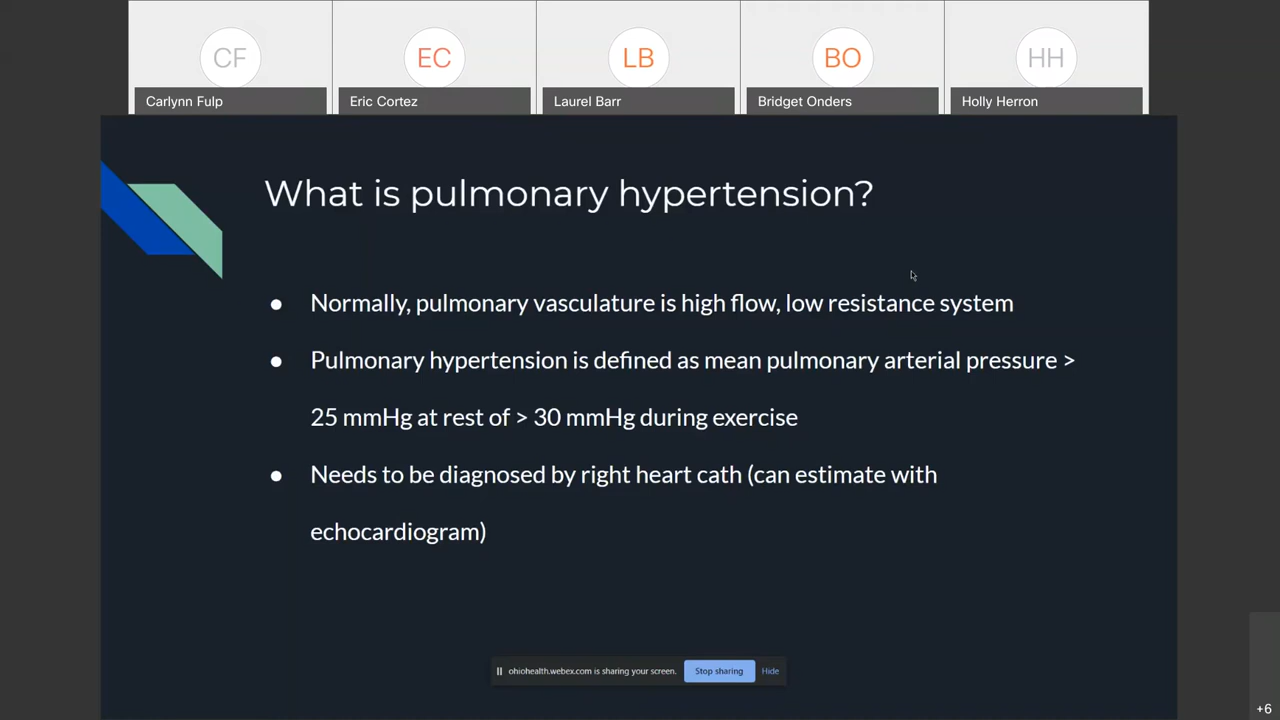 CF
EC
LB
BO
HH
Carlynn Fulp
Eric Cortez
Laurel Barr
Bridget Onders
Holly Herron
What is pulmonary hypertension?
● Normally, pulmonary vasculature is high flow, low resistance system
● Pulmonary hypertension is defined as mean pulmonary arterial pressure >
25 mmHg at rest of > 30 mmHg during exercise
● Needs to be diagnosed by right heart cath (can estimate with
echocardiogram)
ohiohealth.webex.com is sharing your screen.
Stop sharing
Hide
+6